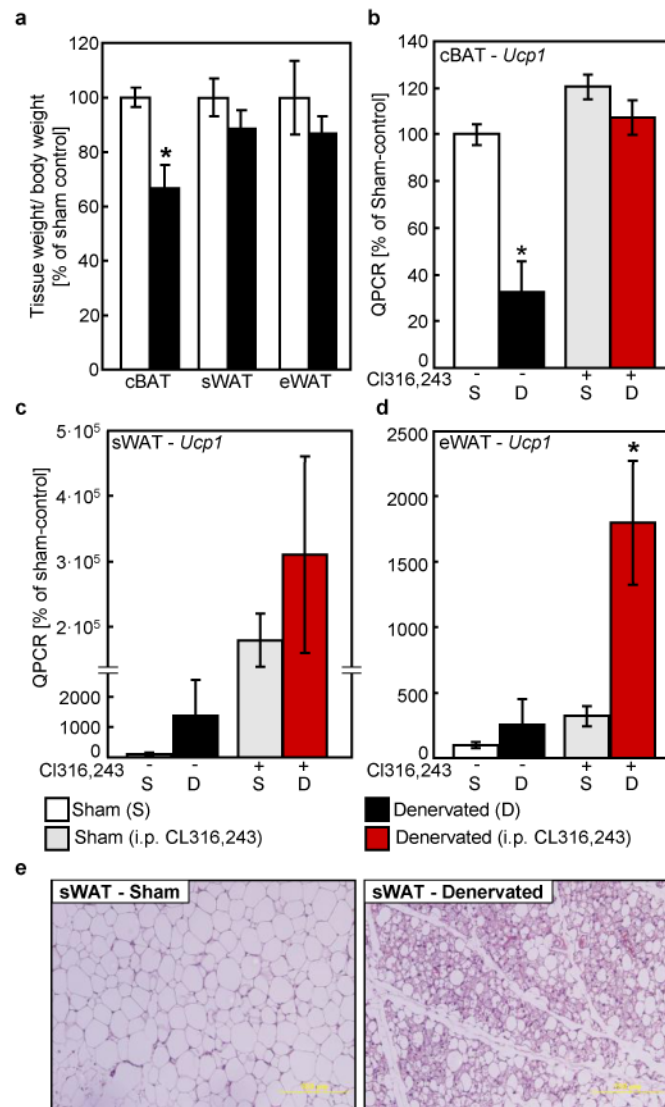 a
Tissue weight/ body weight
[% of sham control]
120
100
80
60
40
20
0
*
cBAT sWAT eWAT
b
cBAT - Ucp1
QPCR [% of Sham-control]
140
120
100
80
60
40
20
0
*
Cl316,243 - - + +
S D S D
c
sWAT - Ucp1
QPCR [% of sham-control]
5·10⁵
4·10⁵
3·10⁵
2·10⁵
2000
1000
0
Cl316,243 - - + +
S D S D
d
eWAT - Ucp1
2500
2000
1500
1000
500
0
*
Cl316,243 - - + +
S D S D
Sham (S)
Denervated (D)
Sham (i.p. CL316,243)
Denervated (i.p. CL316,243)
e
sWAT - Sham
sWAT - Denervated